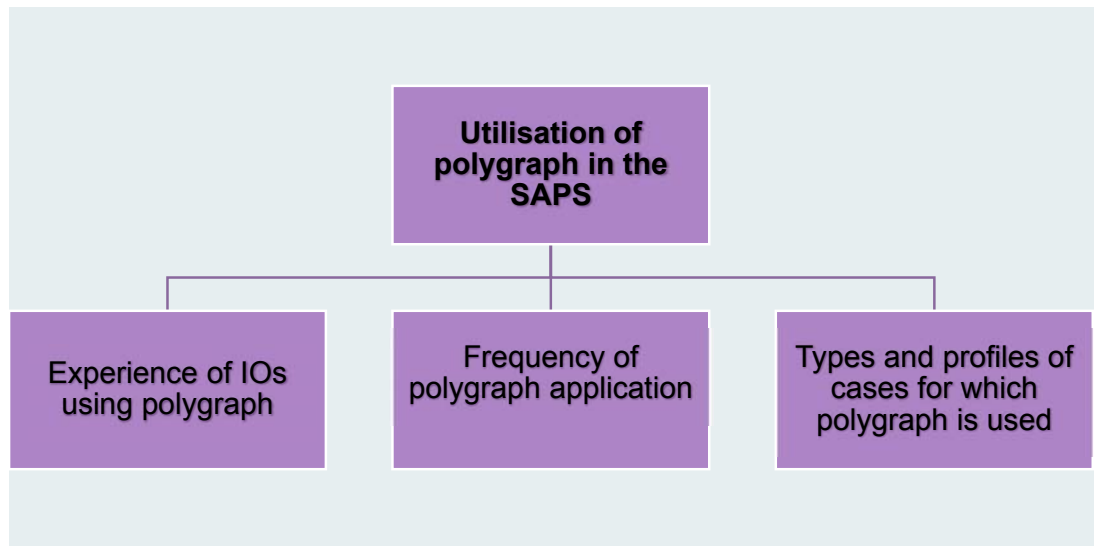 Utilisation of
polygraph in the
SAPS
Experience of IOs
using polygraph
Frequency of
polygraph application
Types and profiles of
cases for which
polygraph is used